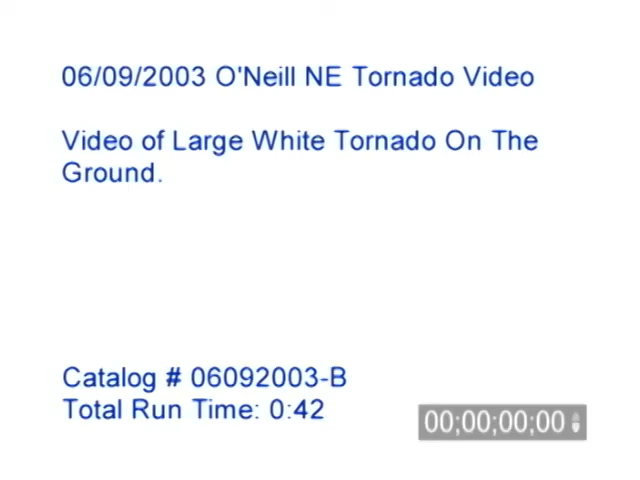 06/09/2003 O'Neill NE Tornado Video
Video of Large White Tornado On The
Ground.
Catalog # 06092003-B
Total Run Time: 0:42
00;00;00;00